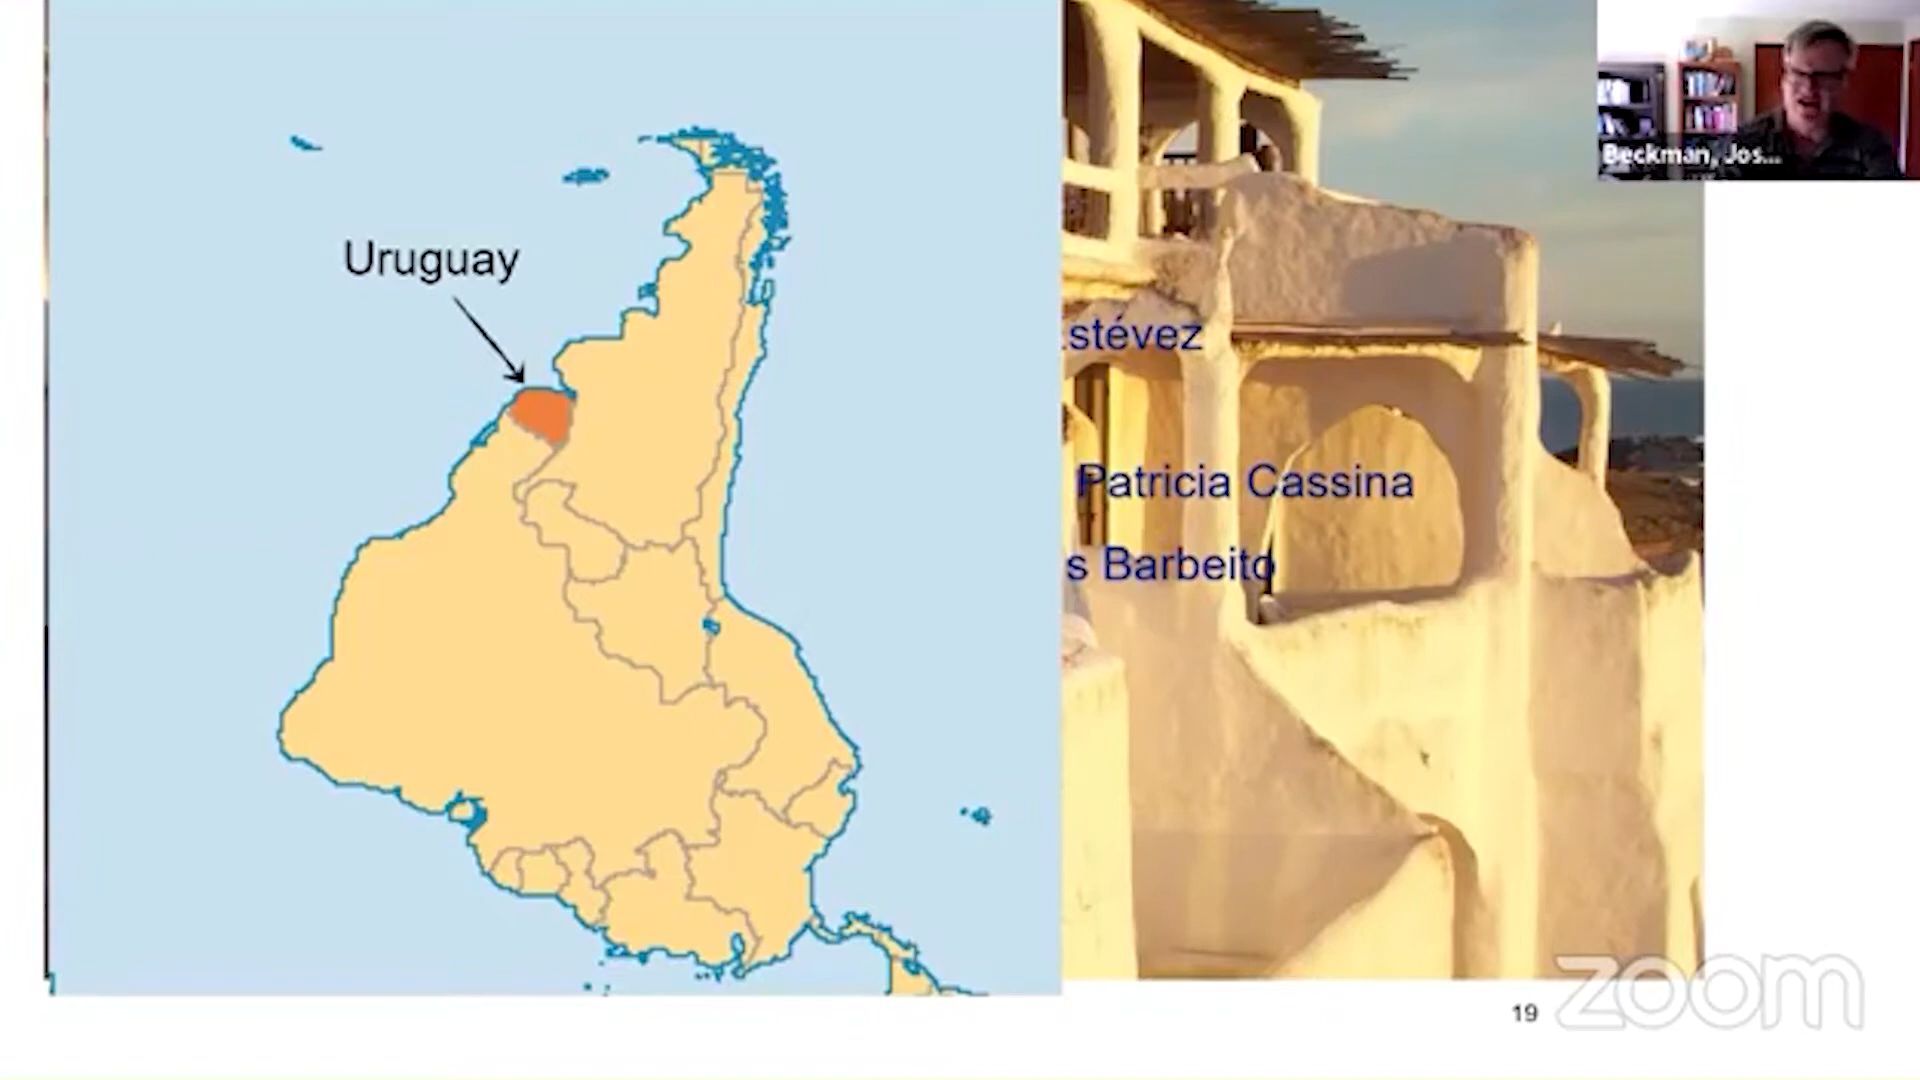 Beckman, Jos...
Uruguay
stévez
Patricia Cassina
s Barbeito
19
zoom